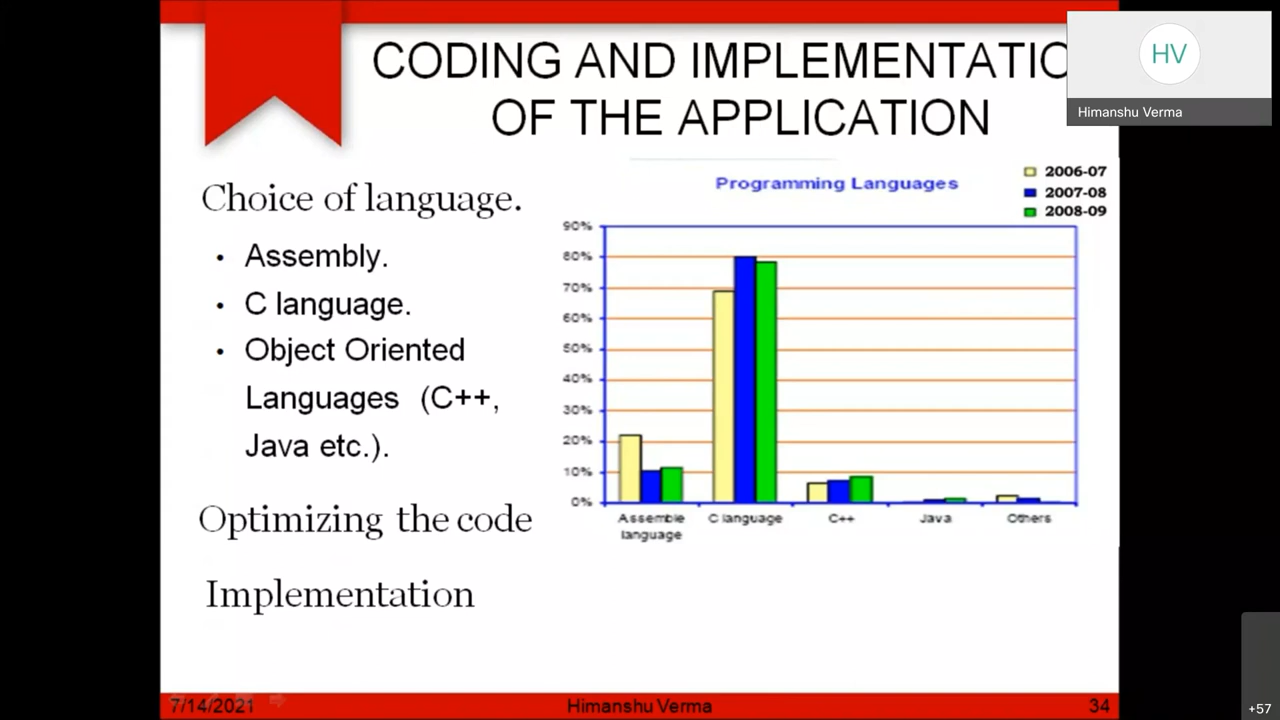 CODING AND IMPLEMENTATIO
OF THE APPLICATION
HV
Himanshu Verma
Choice of language.
• Assembly.
• C language.
• Object Oriented
Languages (C++,
Java etc.).
Optimizing the code
Implementation
Programming Languages
2006-07
2007-08
2008-09
90%
80%
70%
60%
50%
40%
30%
20%
10%
0%
Assemble
language
C language
C++
Java
Others
7/14/2021
Himanshu Verma
34
+57